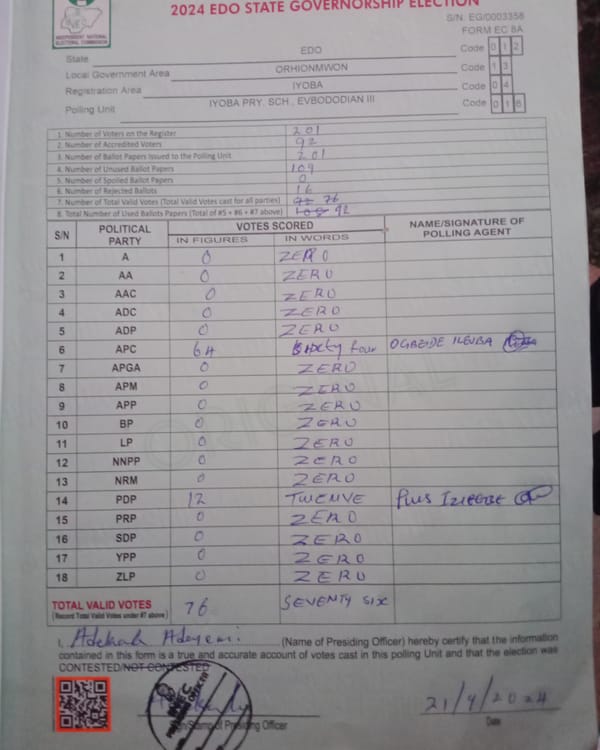 2024 EDO STATE GOVERNORSHIP ELECTION
INEC
INDEPENDENT NATIONAL ELECTORAL COMMISSION
S/N. EG/0003358
FORM EC 8A
State EDO Code 0 1 2
Local Government Area ORHIONMWON Code 1 3
Registration Area IYOBA Code 0 4
Polling Unit IYOBA PRY. SCH., EVBODODIAN III Code 0 1 8
1. Number of Voters on the Register 201
2. Number of Accredited Voters 92
3. Number of Ballot Papers Issued to the Polling Unit 201
4. Number of Unused Ballot Papers 109
5. Number of Spoiled Ballot Papers 0
6. Number of Rejected Ballots 16
7. Number of Total Valid Votes (Total Valid Votes cast for all parties) 76
8. Total Number of Used Ballots Papers (Total of #5 + #6 + #7 above) 92
S/N POLITICAL PARTY VOTES SCORED NAME/SIGNATURE OF POLLING AGENT
IN FIGURES IN WORDS
1 A 0 ZERO
2 AA 0 ZERO
3 AAC 0 ZERO
4 ADC 0 ZERO
5 ADP 0 ZERO
6 APC 64 Sixty four OGBEIDE
7 APGA 0 ZERO
8 APM 0 ZERO
9 APP 0 ZERO
10 BP 0 ZERO
11 LP 0 ZERO
12 NNPP 0 ZERO
13 NRM 0 ZERO
14 PDP 12 TWENVE Pius
15 PRP 0 ZERO
16 SDP 0 ZERO
17 YPP 0 ZERO
18 ZLP 0 ZERO
TOTAL VALID VOTES 76 SEVENTY SIX
(Record Total Valid Votes under #7 above)
I, Adeyemi (Name of Presiding Officer) hereby certify that the information
contained in this form is a true and accurate account of votes cast in this polling Unit and that the election was
CONTESTED/NOT CONTESTED
INEC
PRESIDING OFFICER
Sign/Stamp of Presiding Officer
21/9/2024
Date
ORIGINAL